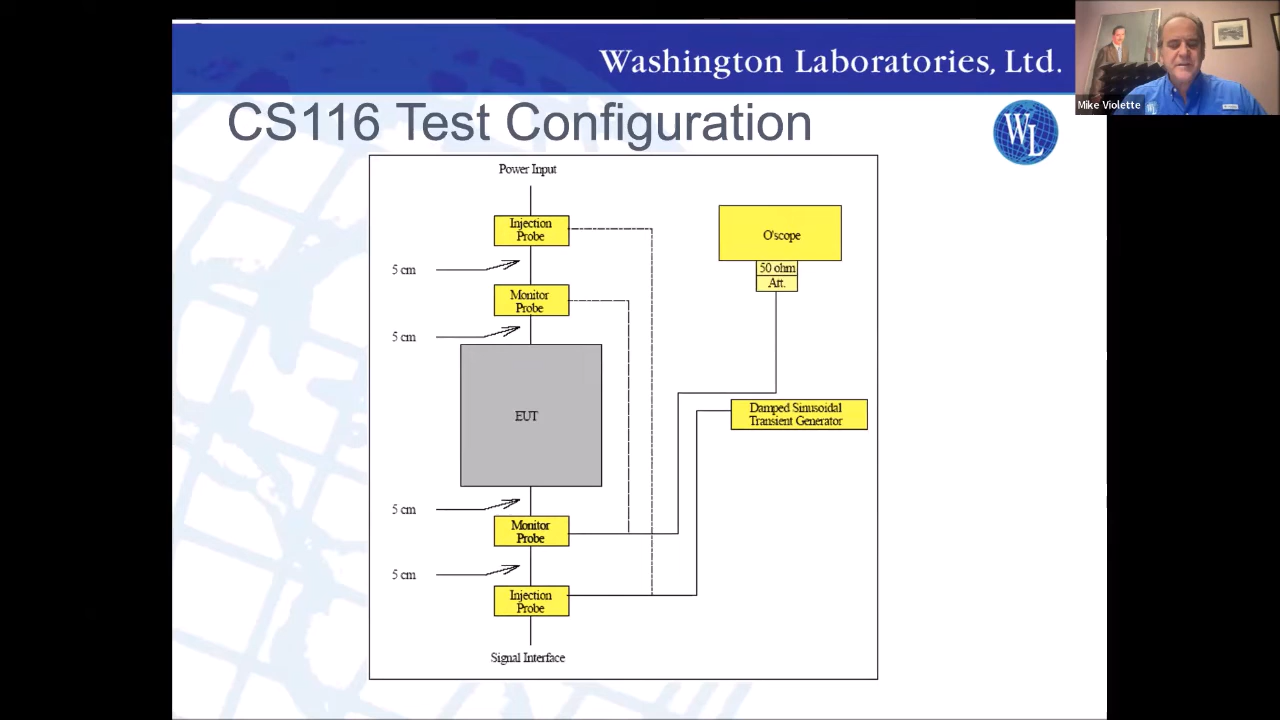 Washington Laboratories, Ltd.
Mike Violette
CS116 Test Configuration
WL
Power Input
Injection
Probe
O'scope
50 ohm
Att.
5 cm
Monitor
Probe
5 cm
EUT
Damped Sinusoidal
Transient Generator
5 cm
Monitor
Probe
5 cm
Injection
Probe
Signal Interface